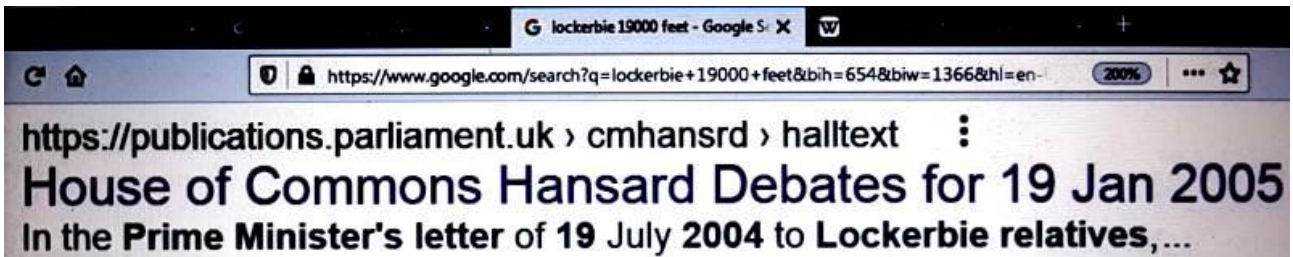 lockerbie 19000 feet - Google S
https://www.google.com/search?q=lockerbie+19000+feet&bih=654&biw=1366&hl=en-
200%
https://publications.parliament.uk › cmhansrd › halltext
House of Commons Hansard Debates for 19 Jan 2005
In the Prime Minister's letter of 19 July 2004 to Lockerbie relatives,...